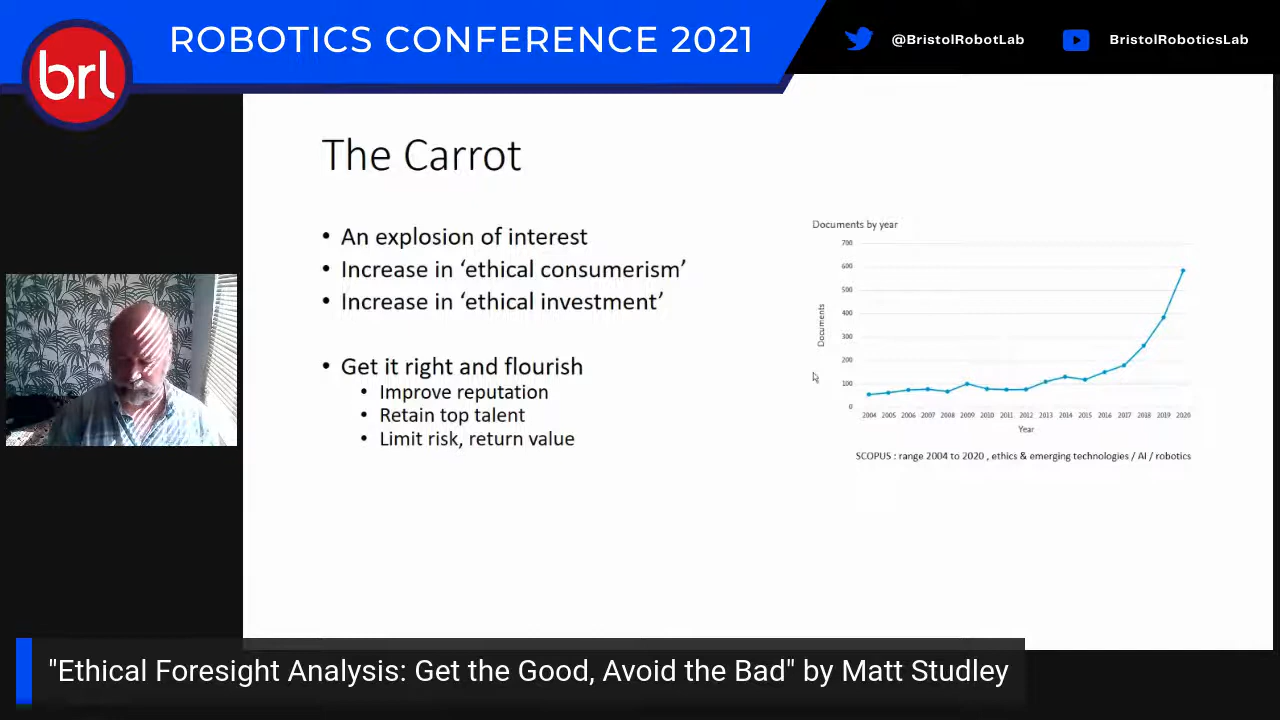 brl
ROBOTICS CONFERENCE 2021
@BristolRobotLab
BristolRoboticsLab
The Carrot
• An explosion of interest
• Increase in ‘ethical consumerism’
• Increase in ‘ethical investment’
• Get it right and flourish
• Improve reputation
• Retain top talent
• Limit risk, return value
Documents by year
700
600
500
400
300
200
100
0
Documents
2004 2005 2006 2007 2008 2009 2010 2011 2012 2013 2014 2015 2016 2017 2018 2019 2020
Year
SCOPUS : range 2004 to 2020 , ethics & emerging technologies / AI / robotics
"Ethical Foresight Analysis: Get the Good, Avoid the Bad" by Matt Studley